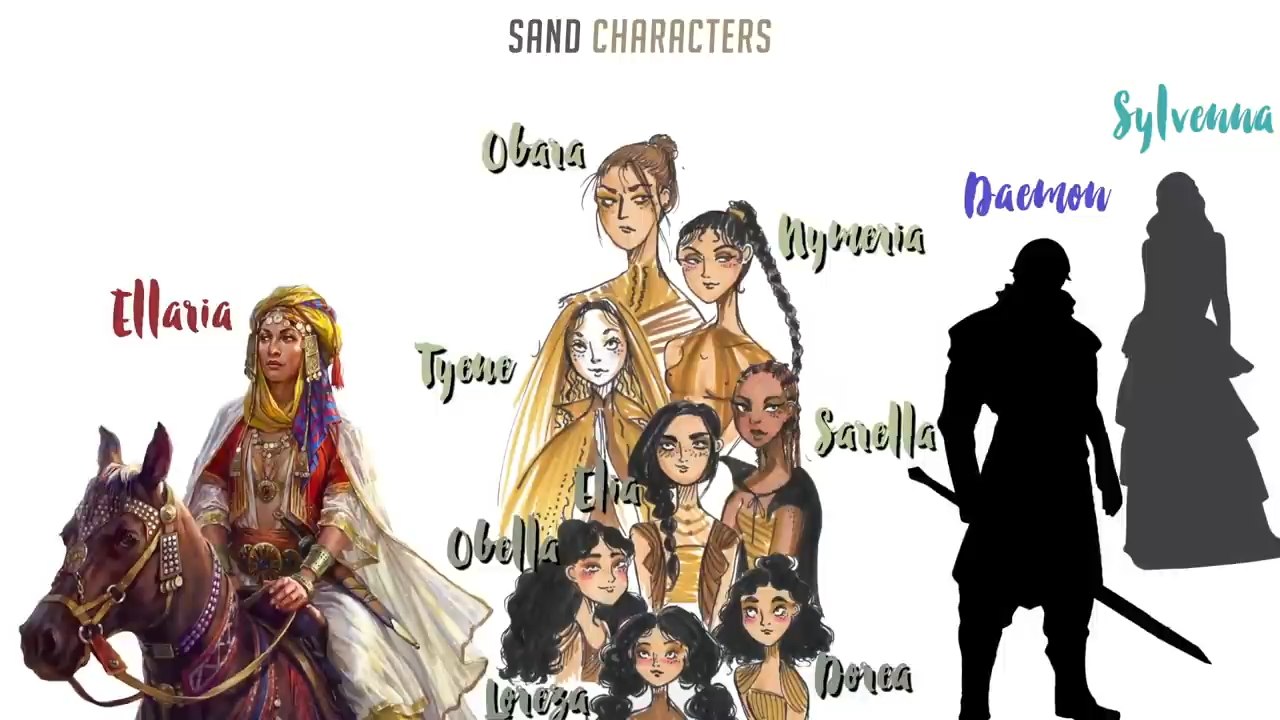 SAND CHARACTERS
Sylvenna
Obara
Daemon
Nymeria
Ellaria
Tyene
Sarella
Elia
Obella
Dorea
Loreza